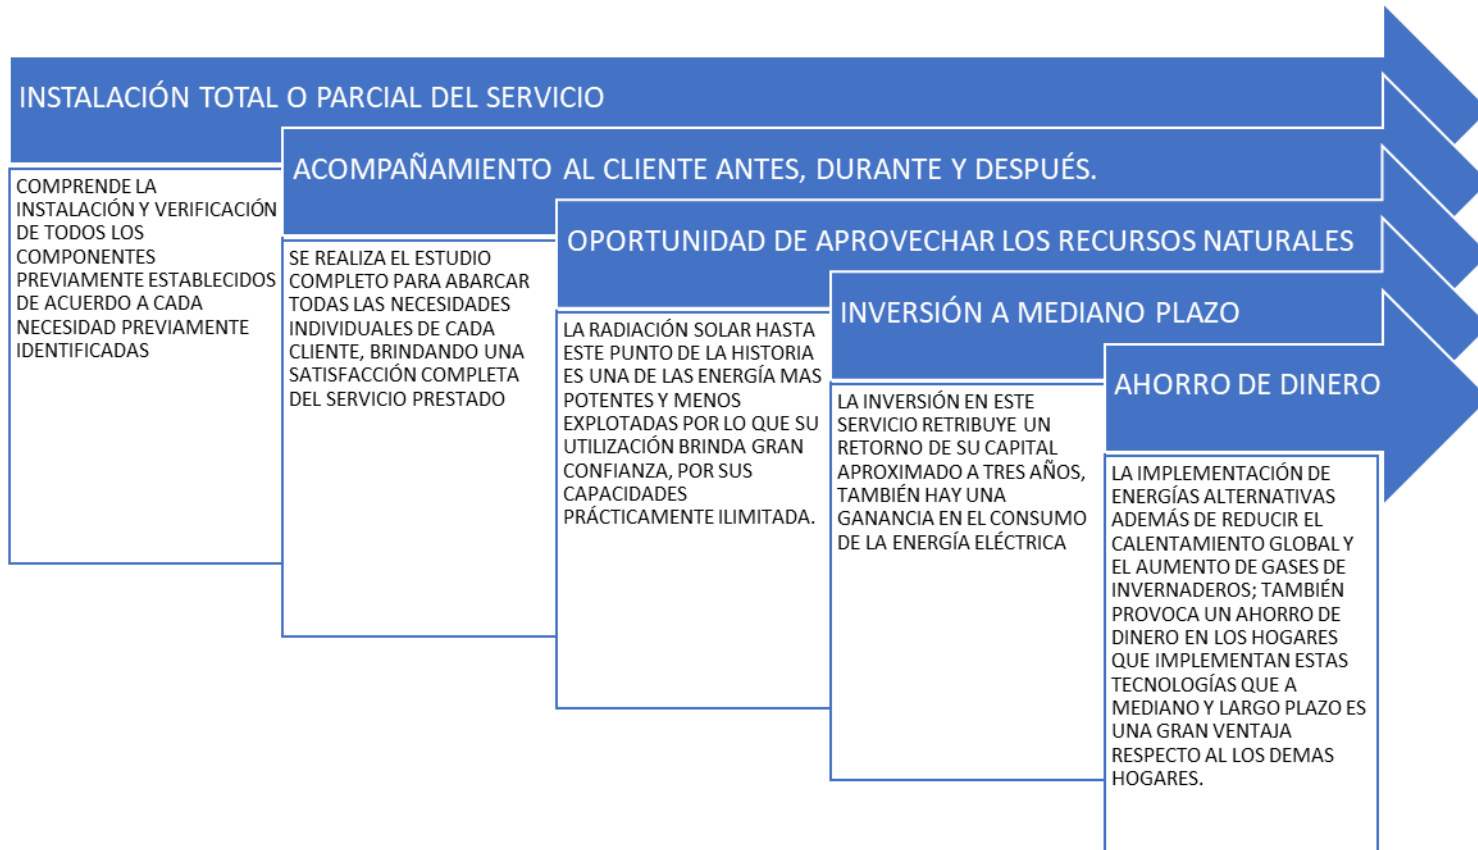 INSTALACIÓN TOTAL O PARCIAL DEL SERVICIO
COMPRENDE LA
INSTALACIÓN Y VERIFICACIÓN
DE TODOS LOS
COMPONENTES
PREVIAMENTE ESTABLECIDOS
DE ACUERDO A CADA
NECESIDAD PREVIAMENTE
IDENTIFICADAS
ACOMPAÑAMIENTO AL CLIENTE ANTES, DURANTE Y DESPUÉS.
SE REALIZA EL ESTUDIO
COMPLETO PARA ABARCAR
TODAS LAS NECESIDADES
INDIVIDUALES DE CADA
CLIENTE, BRINDANDO UNA
SATISFACCIÓN COMPLETA
DEL SERVICIO PRESTADO
OPORTUNIDAD DE APROVECHAR LOS RECURSOS NATURALES
LA RADIACIÓN SOLAR HASTA
ESTE PUNTO DE LA HISTORIA
ES UNA DE LAS ENERGÍA MAS
POTENTES Y MENOS
EXPLOTADAS POR LO QUE SU
UTILIZACIÓN BRINDA GRAN
CONFIANZA, POR SUS
CAPACIDADES
PRÁCTICAMENTE ILIMITADA.
INVERSIÓN A MEDIANO PLAZO
LA INVERSIÓN EN ESTE
SERVICIO RETRIBUYE UN
RETORNO DE SU CAPITAL
APROXIMADO A TRES AÑOS,
TAMBIÉN HAY UNA
GANANCIA EN EL CONSUMO
DE LA ENERGÍA ELÉCTRICA
AHORRO DE DINERO
LA IMPLEMENTACIÓN DE
ENERGÍAS ALTERNATIVAS
ADEMÁS DE REDUCIR EL
CALENTAMIENTO GLOBAL Y
EL AUMENTO DE GASES DE
INVERNADEROS; TAMBIÉN
PROVOCA UN AHORRO DE
DINERO EN LOS HOGARES
QUE IMPLEMENTAN ESTAS
TECNOLOGÍAS QUE A
MEDIANO Y LARGO PLAZO ES
UNA GRAN VENTAJA
RESPECTO AL LOS DEMAS
HOGARES.